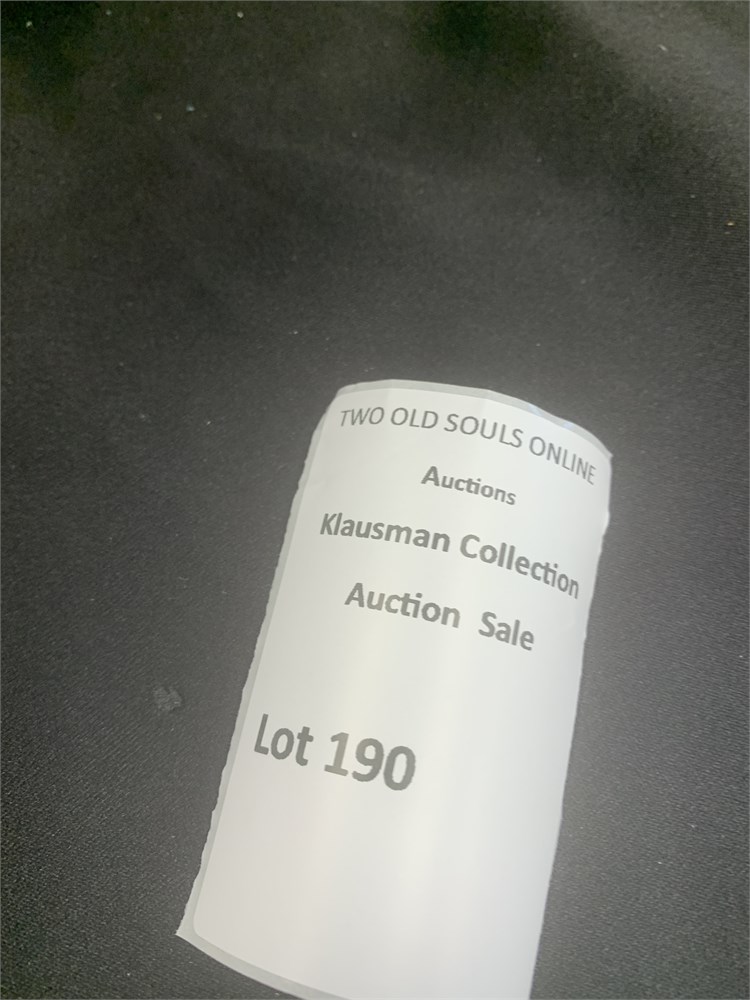 TWO OLD SOULS ONLINE
Auctions
Klausman Collection
Auction Sale
Lot 190